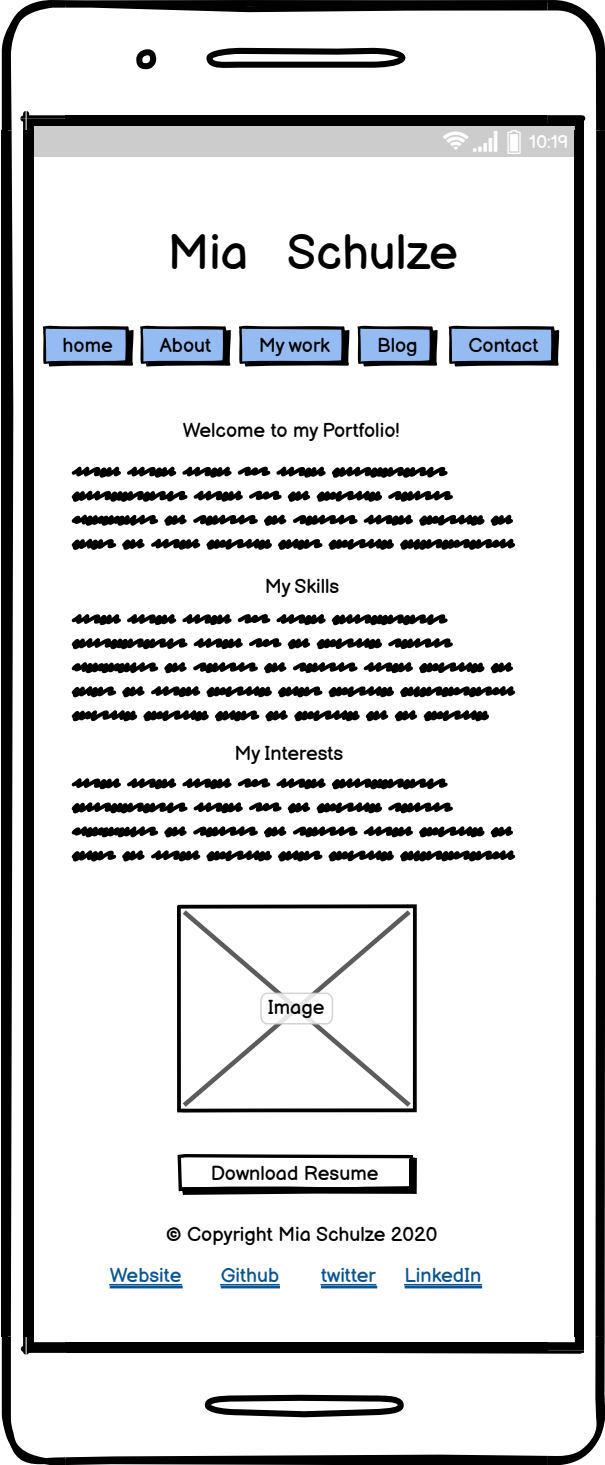 10:19
Mia Schulze
home About My work Blog Contact
Welcome to my Portfolio!
My Skills
My Interests
Image
Download Resume
© Copyright Mia Schulze 2020
Website Github twitter LinkedIn